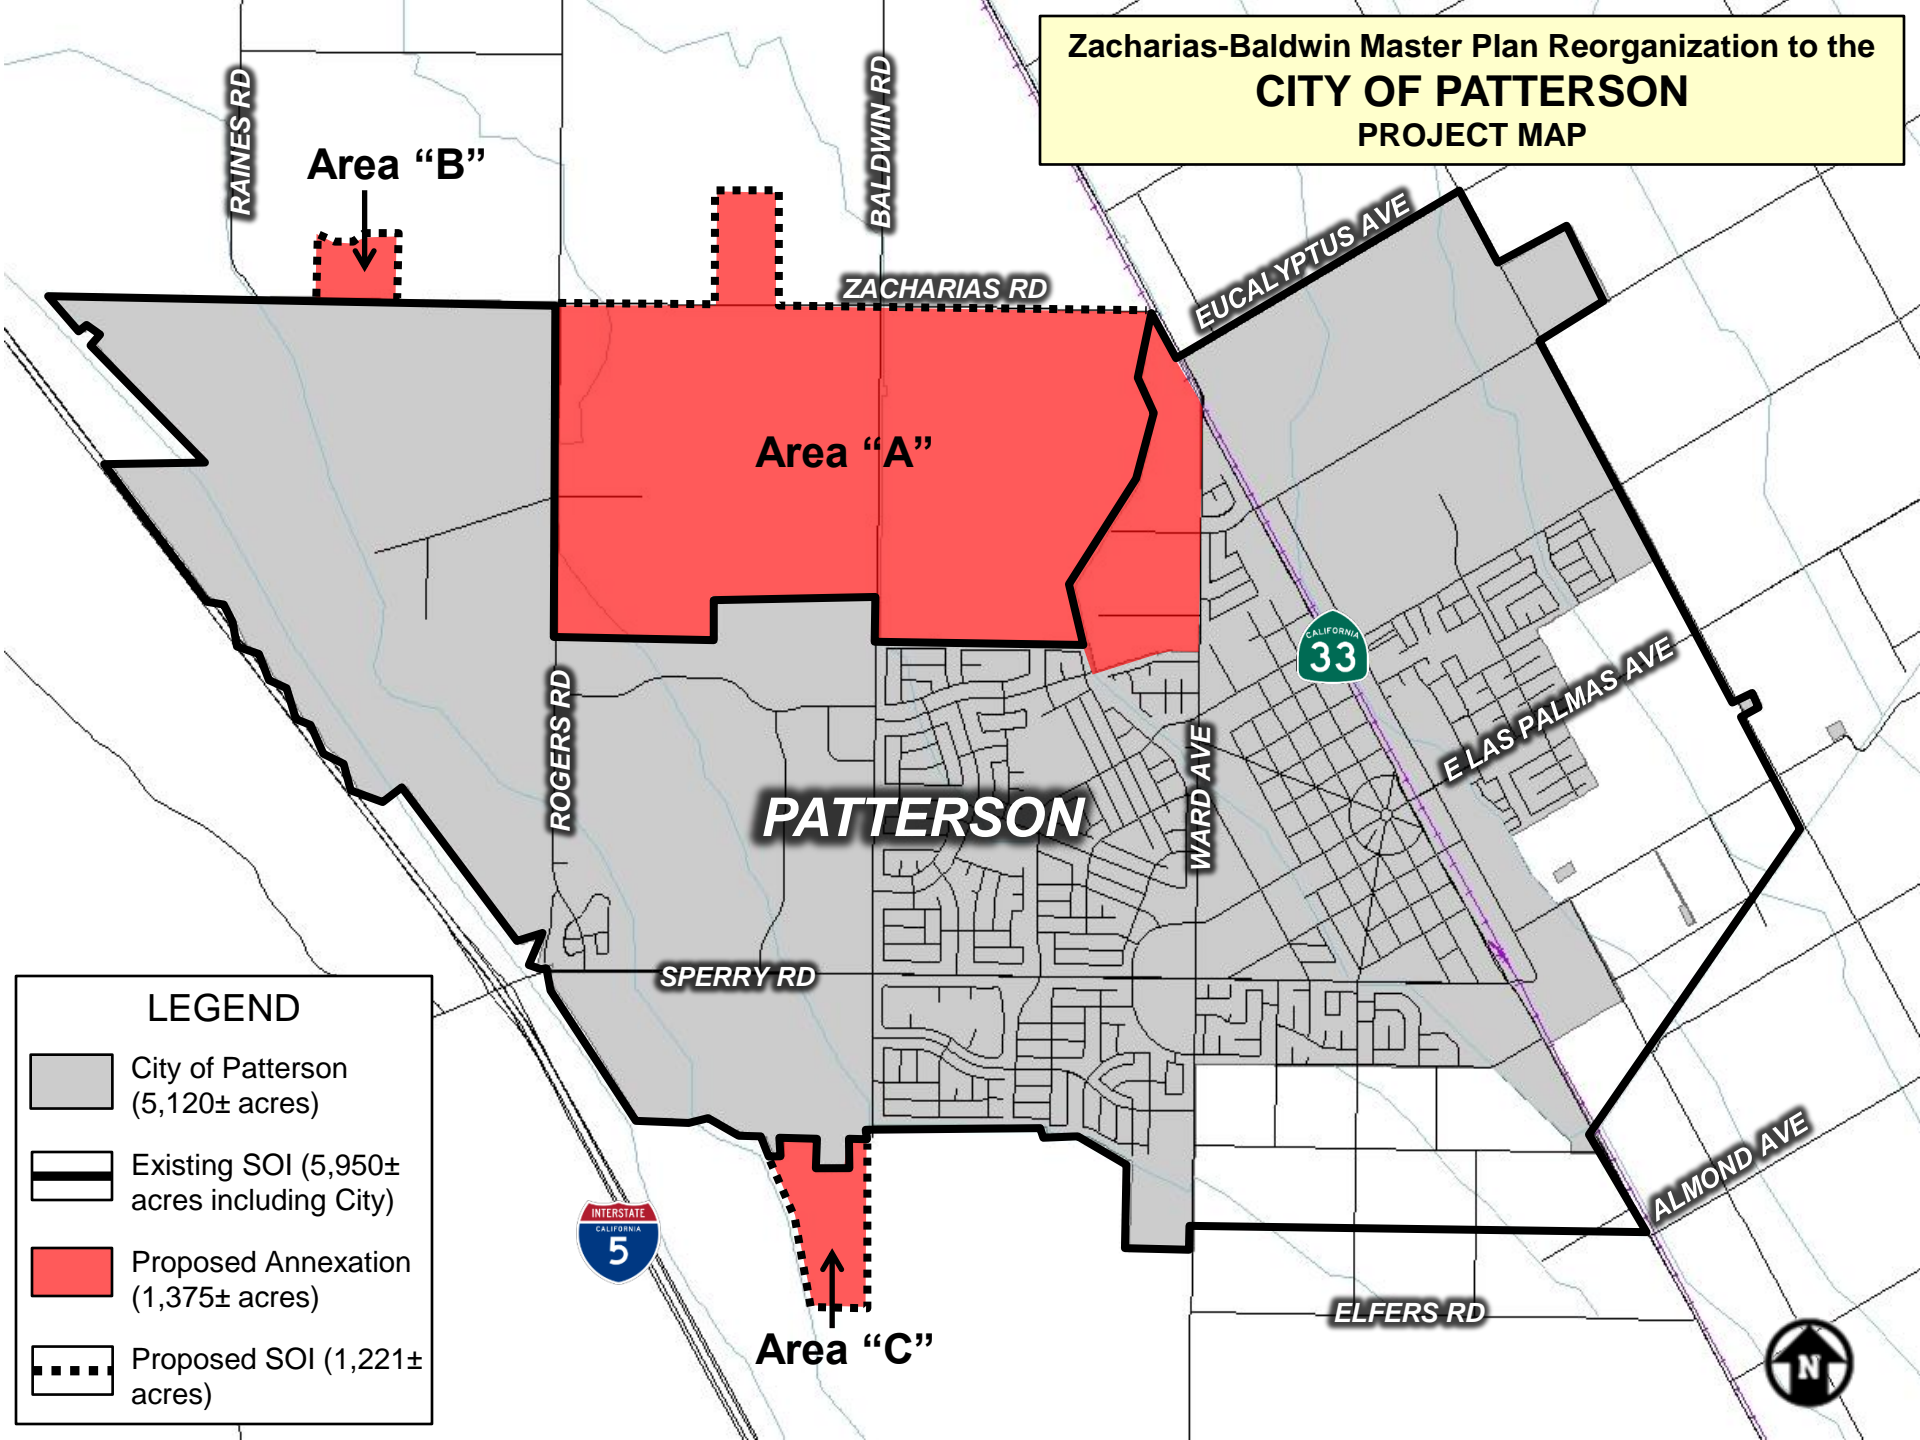 Zacharias-Baldwin Master Plan Reorganization to the
CITY OF PATTERSON
PROJECT MAP
RAINES RD
BALDWIN RD
Area “B”
EUCALYPTUS AVE
ZACHARIAS RD
Area “A”
CALIFORNIA
33
E LAS PALMAS AVE
ROGERS RD
WARD AVE
PATTERSON
SPERRY RD
LEGEND
City of Patterson
(5,120± acres)
Existing SOI (5,950±
acres including City)
Proposed Annexation
(1,375± acres)
Proposed SOI (1,221±
acres)
INTERSTATE
CALIFORNIA
5
ALMOND AVE
ELFERS RD
Area “C”
N